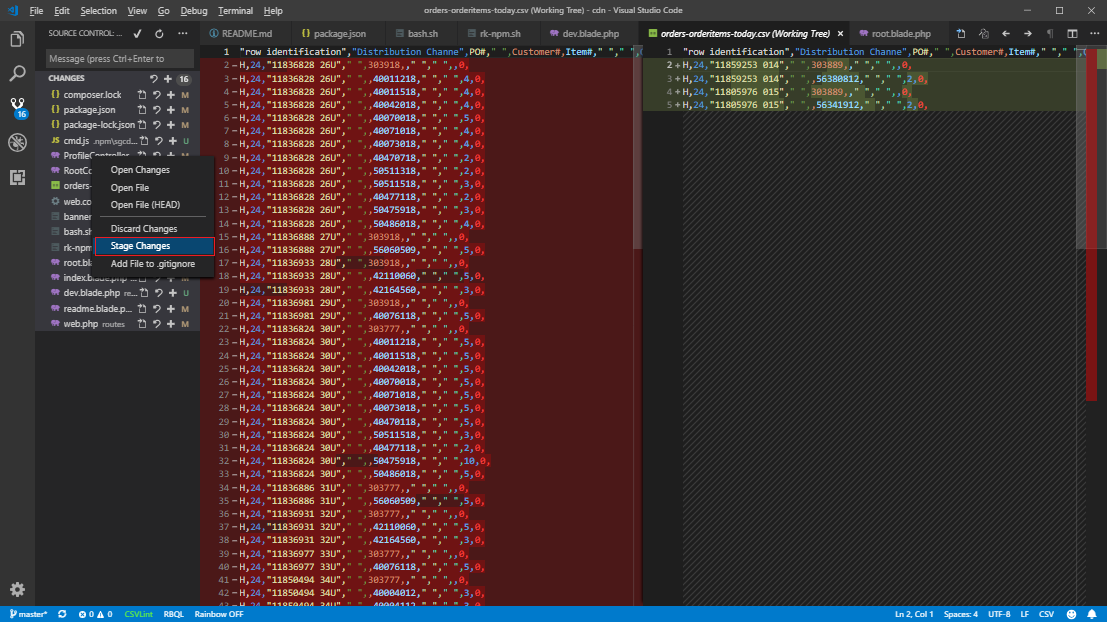 File Edit Selection View Go Debug Terminal Help
orders-orderitems-today.csv (Working Tree) - cdn - Visual Studio Code
SOURCE CONTROL: ...
README.md
package.json
bash.sh
rk-npm.sh
dev.blade.php
orders-orderitems-today.csv (Working Tree)
root.blade.php
Message (press Ctrl+Enter to
CHANGES 16
composer.lock M
package.json M
package-lock.json M
cmd.js .npm\sgcd... U
ProfileController
RootCo
orders-
web.co
banner
bash.sh
rk-npm
root.bla
index.blade.php ... M
dev.blade.php re... U
readme.blade.p... M
web.php routes M
16
Open Changes
Open File
Open File (HEAD)
Discard Changes
Stage Changes
Add File to .gitignore
1 "row identification","Distribution Channe",PO#," ",Customer#,Item#," "," "
2 - H,24,"11836828 26U"," ",303918,," "," ",,0,
3 - H,24,"11836828 26U"," ",,40011218," "," ",4,0,
4 - H,24,"11836828 26U"," ",,40011518," "," ",4,0,
5 - H,24,"11836828 26U"," ",,40042018," "," ",4,0,
6 - H,24,"11836828 26U"," ",,40070018," "," ",5,0,
7 - H,24,"11836828 26U"," ",,40071018," "," ",4,0,
8 - H,24,"11836828 26U"," ",,40073018," "," ",4,0,
9 - H,24,"11836828 26U"," ",,40470718," "," ",2,0,
10 - H,24,"11836828 26U"," ",,50511318," "," ",2,0,
11 - H,24,"11836828 26U"," ",,50511518," "," ",3,0,
12 - H,24,"11836828 26U"," ",,40477118," "," ",2,0,
13 - H,24,"11836828 26U"," ",,50475918," "," ",3,0,
14 - H,24,"11836828 26U"," ",,50486018," "," ",4,0,
15 - H,24,"11836888 27U"," ",303918,," "," ",,0,
16 - H,24,"11836888 27U"," ",,56060509," "," ",5,0,
17 - H,24,"11836933 28U"," ",303918,," "," ",,0,
18 - H,24,"11836933 28U"," ",,42110060," "," ",5,0,
19 - H,24,"11836933 28U"," ",,42164560," "," ",3,0,
20 - H,24,"11836981 29U"," ",303918,," "," ",,0,
21 - H,24,"11836981 29U"," ",,40076118," "," ",5,0,
22 - H,24,"11836824 30U"," ",303777,," "," ",,0,
23 - H,24,"11836824 30U"," ",,40011218," "," ",5,0,
24 - H,24,"11836824 30U"," ",,40011518," "," ",5,0,
25 - H,24,"11836824 30U"," ",,40042018," "," ",5,0,
26 - H,24,"11836824 30U"," ",,40070018," "," ",5,0,
27 - H,24,"11836824 30U"," ",,40071018," "," ",5,0,
28 - H,24,"11836824 30U"," ",,40073018," "," ",5,0,
29 - H,24,"11836824 30U"," ",,40470718," "," ",5,0,
30 - H,24,"11836824 30U"," ",,50511518," "," ",3,0,
31 - H,24,"11836824 30U"," ",,40477118," "," ",2,0,
32 - H,24,"11836824 30U"," ",,50475918," "," ",10,0,
33 - H,24,"11836824 30U"," ",,50486018," "," ",5,0,
34 - H,24,"11836886 31U"," ",303777,," "," ",,0,
35 - H,24,"11836886 31U"," ",,56060509," "," ",5,0,
36 - H,24,"11836931 32U"," ",303777,," "," ",,0,
37 - H,24,"11836931 32U"," ",,42110060," "," ",5,0,
38 - H,24,"11836931 32U"," ",,42164560," "," ",3,0,
39 - H,24,"11836977 33U"," ",303777,," "," ",,0,
40 - H,24,"11836977 33U"," ",,40076118," "," ",5,0,
41 - H,24,"11850494 34U"," ",303777,," "," ",,0,
42 - H,24,"11850494 34U"," ",,40004012," "," ",3,0,
43 - H,24,"11850494 34U"," ",,40004112," "," ",3,0,
1 "row identification","Distribution Channe",PO#," ",Customer#,Item#," "," "
2 + H,24,"11859253 014"," ",303889,," "," ",,0,
3 + H,24,"11859253 014"," ",,56380812," "," ",2,0,
4 + H,24,"11805976 015"," ",303889,," "," ",,0,
5 + H,24,"11805976 015"," ",,56341912," "," ",2,0,
master* 0 0 CSVLint RBQL Rainbow OFF
Ln 2, Col 1 Spaces: 4 UTF-8 LF CSV